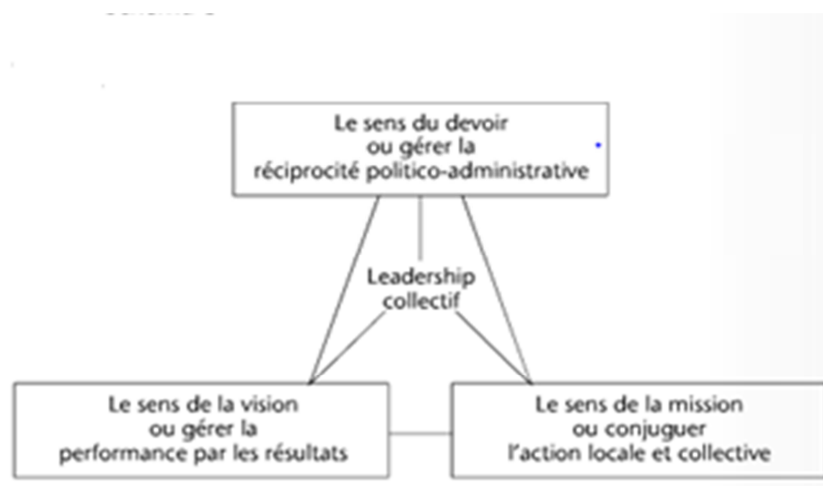 Le sens du devoir
ou gérer la
réciprocité politico-administrative
Leadership
collectif
Le sens de la vision
ou gérer la
performance par les résultats
Le sens de la mission
ou conjuguer
l'action locale et collective